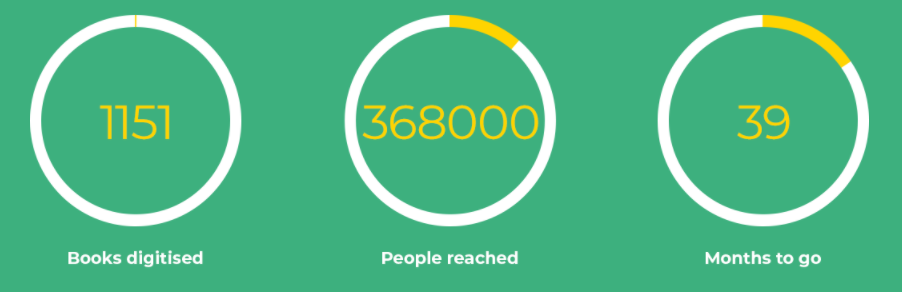 1151
368000
39
Books digitised
People reached
Months to go